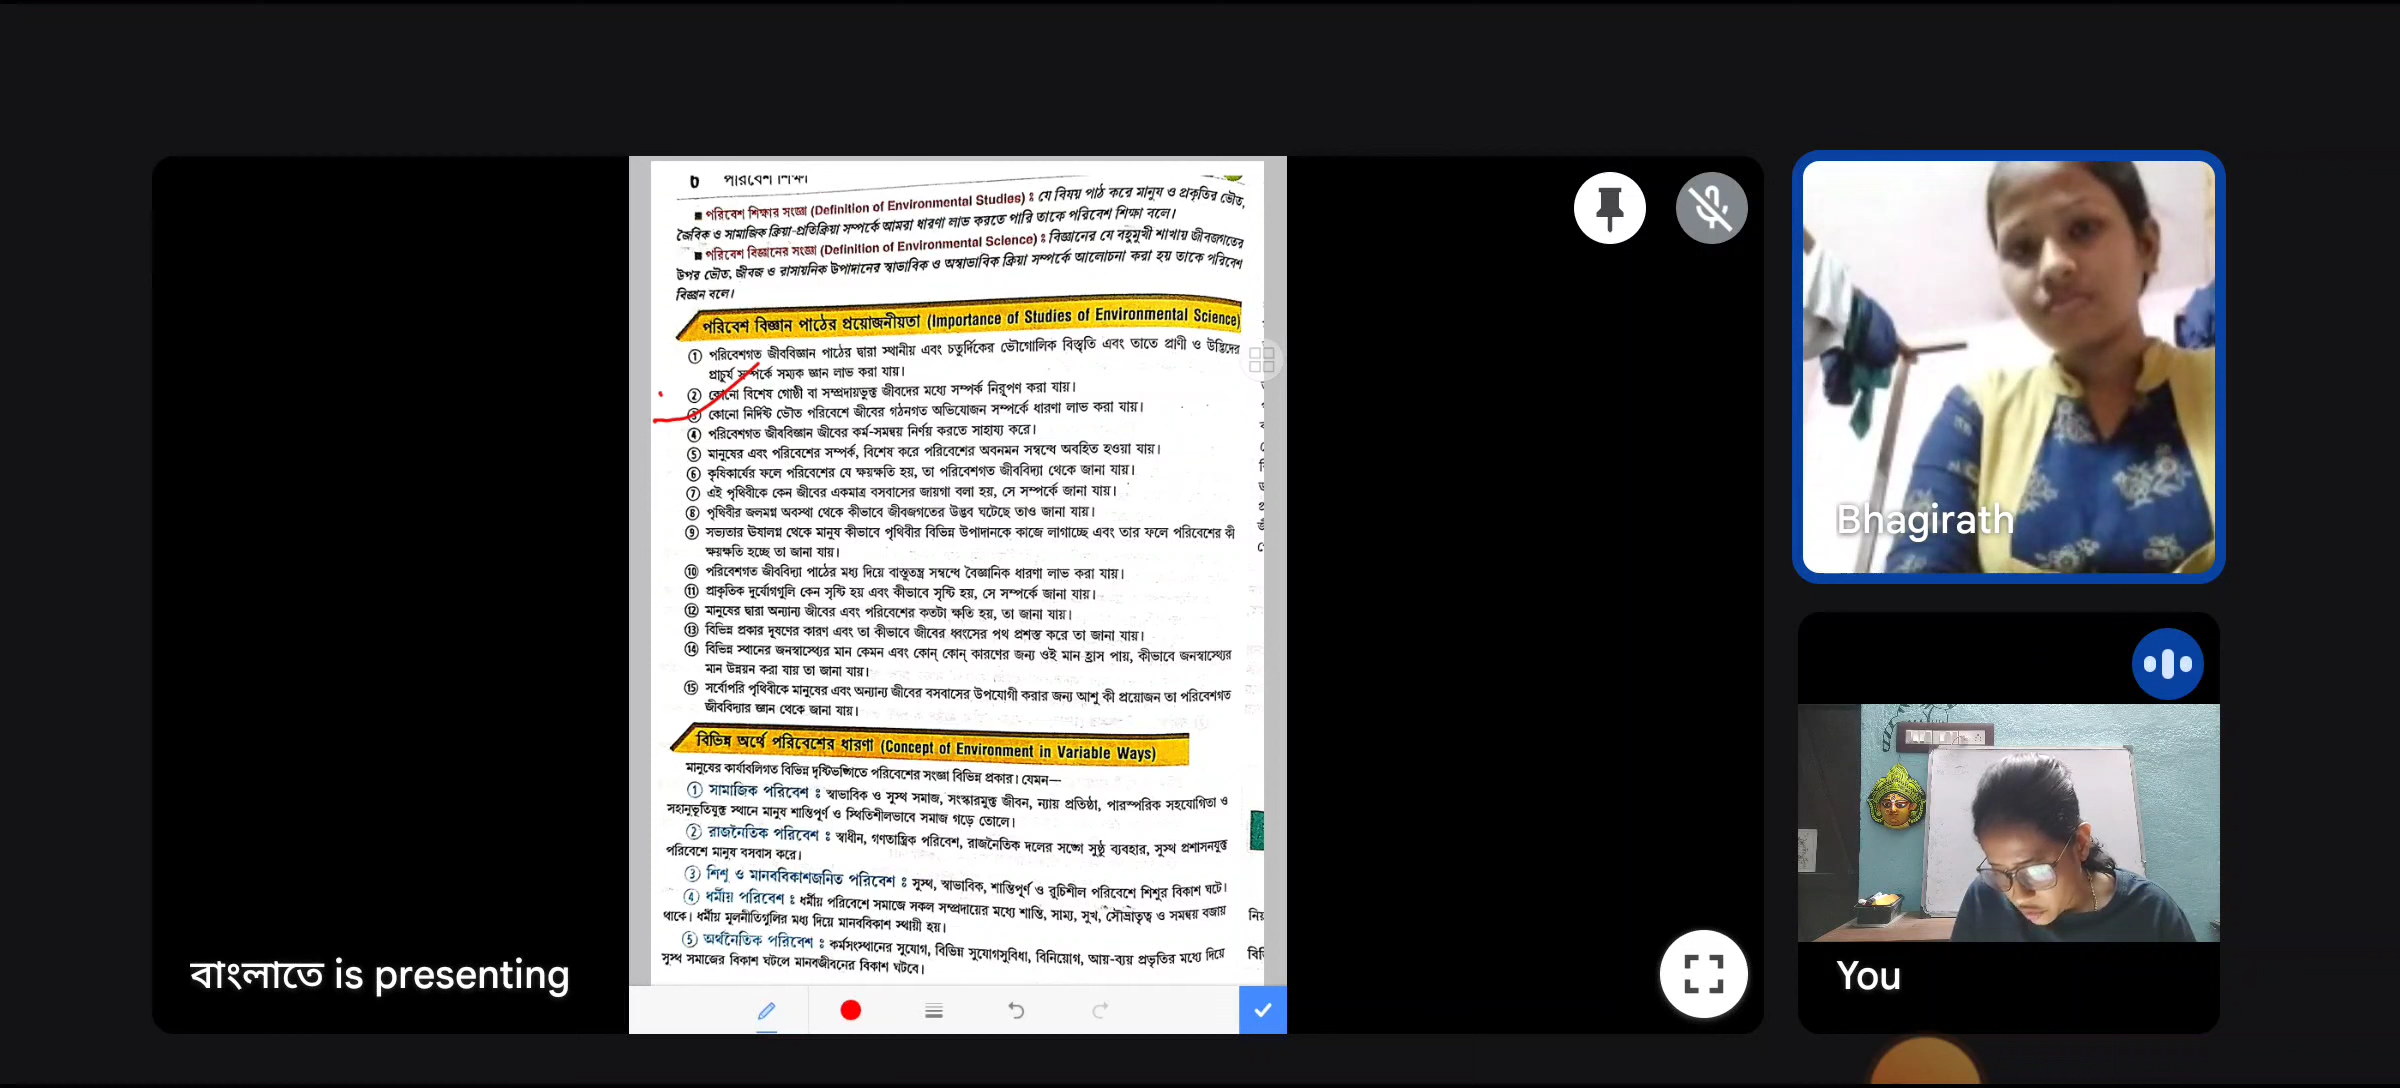 6 পরিবেশ শিক্ষা
■ পরিবেশ শিক্ষার সংজ্ঞা (Definition of Environmental Studies) : যে বিষয় পাঠ করে মানুষ ও প্রকৃতির ভৌত,
জৈবিক ও সামাজিক ক্রিয়া-প্রতিক্রিয়া সম্পর্কে আমরা ধারণা লাভ করতে পারি তাকে পরিবেশ শিক্ষা বলে।
■ পরিবেশ বিজ্ঞানের সংজ্ঞা (Definition of Environmental Science) : বিজ্ঞানের যে বহুমুখী শাখায় জীবজগতের
উপর ভৌত, জীবজ ও রাসায়নিক উপাদানের স্বাভাবিক ও অস্বাভাবিক ক্রিয়া সম্পর্কে আলোচনা করা হয় তাকে পরিবেশ
বিজ্ঞান বলে।
পরিবেশ বিজ্ঞান পাঠের প্রয়োজনীয়তা (Importance of Studies of Environmental Science)
① পরিবেশগত জীববিজ্ঞান পাঠের দ্বারা স্থানীয় এবং চতুর্দিকের ভৌগোলিক বিস্তৃতি এবং তাতে প্রাণী ও উদ্ভিদের
প্রাচুর্য সম্পর্কে সম্যক জ্ঞান লাভ করা যায়।
② কোনো বিশেষ গোষ্ঠী বা সম্প্রদায়ভুক্ত জীবদের মধ্যে সম্পর্ক নিরূপণ করা যায়।
③ কোনো নির্দিষ্ট ভৌত পরিবেশে জীবের গঠনগত অভিযোজন সম্পর্কে ধারণা লাভ করা যায়।
④ পরিবেশগত জীববিজ্ঞান জীবের কর্ম-সমন্বয় নির্ণয় করতে সাহায্য করে।
⑤ মানুষের এবং পরিবেশের সম্পর্ক, বিশেষ করে পরিবেশের অবনমন সম্বন্ধে অবহিত হওয়া যায়।
⑥ কৃষিকার্যের ফলে পরিবেশের যে ক্ষয়ক্ষতি হয়, তা পরিবেশগত জীববিদ্যা থেকে জানা যায়।
⑦ এই পৃথিবীকে কেন জীবের একমাত্র বসবাসের জায়গা বলা হয়, সে সম্পর্কে জানা যায়।
⑧ পৃথিবীর জলমগ্ন অবস্থা থেকে কীভাবে জীবজগতের উদ্ভব ঘটেছে তাও জানা যায়।
⑨ সভ্যতার ঊষালগ্ন থেকে মানুষ কীভাবে পৃথিবীর বিভিন্ন উপাদানকে কাজে লাগাচ্ছে এবং তার ফলে পরিবেশের কী
ক্ষয়ক্ষতি হচ্ছে তা জানা যায়।
⑩ পরিবেশগত জীববিদ্যা পাঠের মধ্য দিয়ে বাস্তুতন্ত্র সম্বন্ধে বৈজ্ঞানিক ধারণা লাভ করা যায়।
⑪ প্রাকৃতিক দুর্যোগগুলি কেন সৃষ্টি হয় এবং কীভাবে সৃষ্টি হয়, সে সম্পর্কে জানা যায়।
⑫ মানুষের দ্বারা অন্যান্য জীবের এবং পরিবেশের কতটা ক্ষতি হয়, তা জানা যায়।
⑬ বিভিন্ন প্রকার দূষণের কারণ এবং তা কীভাবে জীবের ধ্বংসের পথ প্রশস্ত করে তা জানা যায়।
⑭ বিভিন্ন স্থানের জনস্বাস্থ্যের মান কেমন এবং কোন্ কোন্ কারণের জন্য ওই মান হ্রাস পায়, কীভাবে জনস্বাস্থ্যের
মান উন্নয়ন করা যায় তা জানা যায়।
⑮ সর্বোপরি পৃথিবীকে মানুষের এবং অন্যান্য জীবের বসবাসের উপযোগী করার জন্য আশু কী প্রয়োজন তা পরিবেশগত
জীববিদ্যার জ্ঞান থেকে জানা যায়।
বিভিন্ন অর্থে পরিবেশের ধারণা (Concept of Environment in Variable Ways)
মানুষের কার্যাবলিগত বিভিন্ন দৃষ্টিভঙ্গিতে পরিবেশের সংজ্ঞা বিভিন্ন প্রকার। যেমন—
① সামাজিক পরিবেশ : স্বাভাবিক ও সুস্থ সমাজ, সংস্কারমুক্ত জীবন, ন্যায় প্রতিষ্ঠা, পারস্পরিক সহযোগিতা ও
সহানুভূতিযুক্ত স্থানে মানুষ শান্তিপূর্ণ ও স্থিতিশীলভাবে সমাজ গড়ে তোলে।
② রাজনৈতিক পরিবেশ : স্বাধীন, গণতান্ত্রিক পরিবেশ, রাজনৈতিক দলের সঙ্গে সুষ্ঠু ব্যবহার, সুস্থ প্রশাসনযুক্ত
পরিবেশে মানুষ বসবাস করে।
③ শিশু ও মানববিকাশজনিত পরিবেশ : সুস্থ, স্বাভাবিক, শান্তিপূর্ণ ও রুচিশীল পরিবেশে শিশুর বিকাশ ঘটে।
④ ধর্মীয় পরিবেশ : ধর্মীয় পরিবেশে সমাজে সকল সম্প্রদায়ের মধ্যে শান্তি, সাম্য, সুখ, সৌভ্রাতৃত্ব ও সমন্বয় বজায়
থাকে। ধর্মীয় মূলনীতিগুলির মধ্য দিয়ে মানববিকাশ স্থায়ী হয়।
⑤ অর্থনৈতিক পরিবেশ : কর্মসংস্থানের সুযোগ, বিভিন্ন সুযোগসুবিধা, বিনিয়োগ, আয়-ব্যয় প্রভৃতির মধ্যে দিয়ে
সুস্থ সমাজের বিকাশ ঘটলে মানবজীবনের বিকাশ ঘটবে।
বাংলাতে is presenting
Bhagirath
You